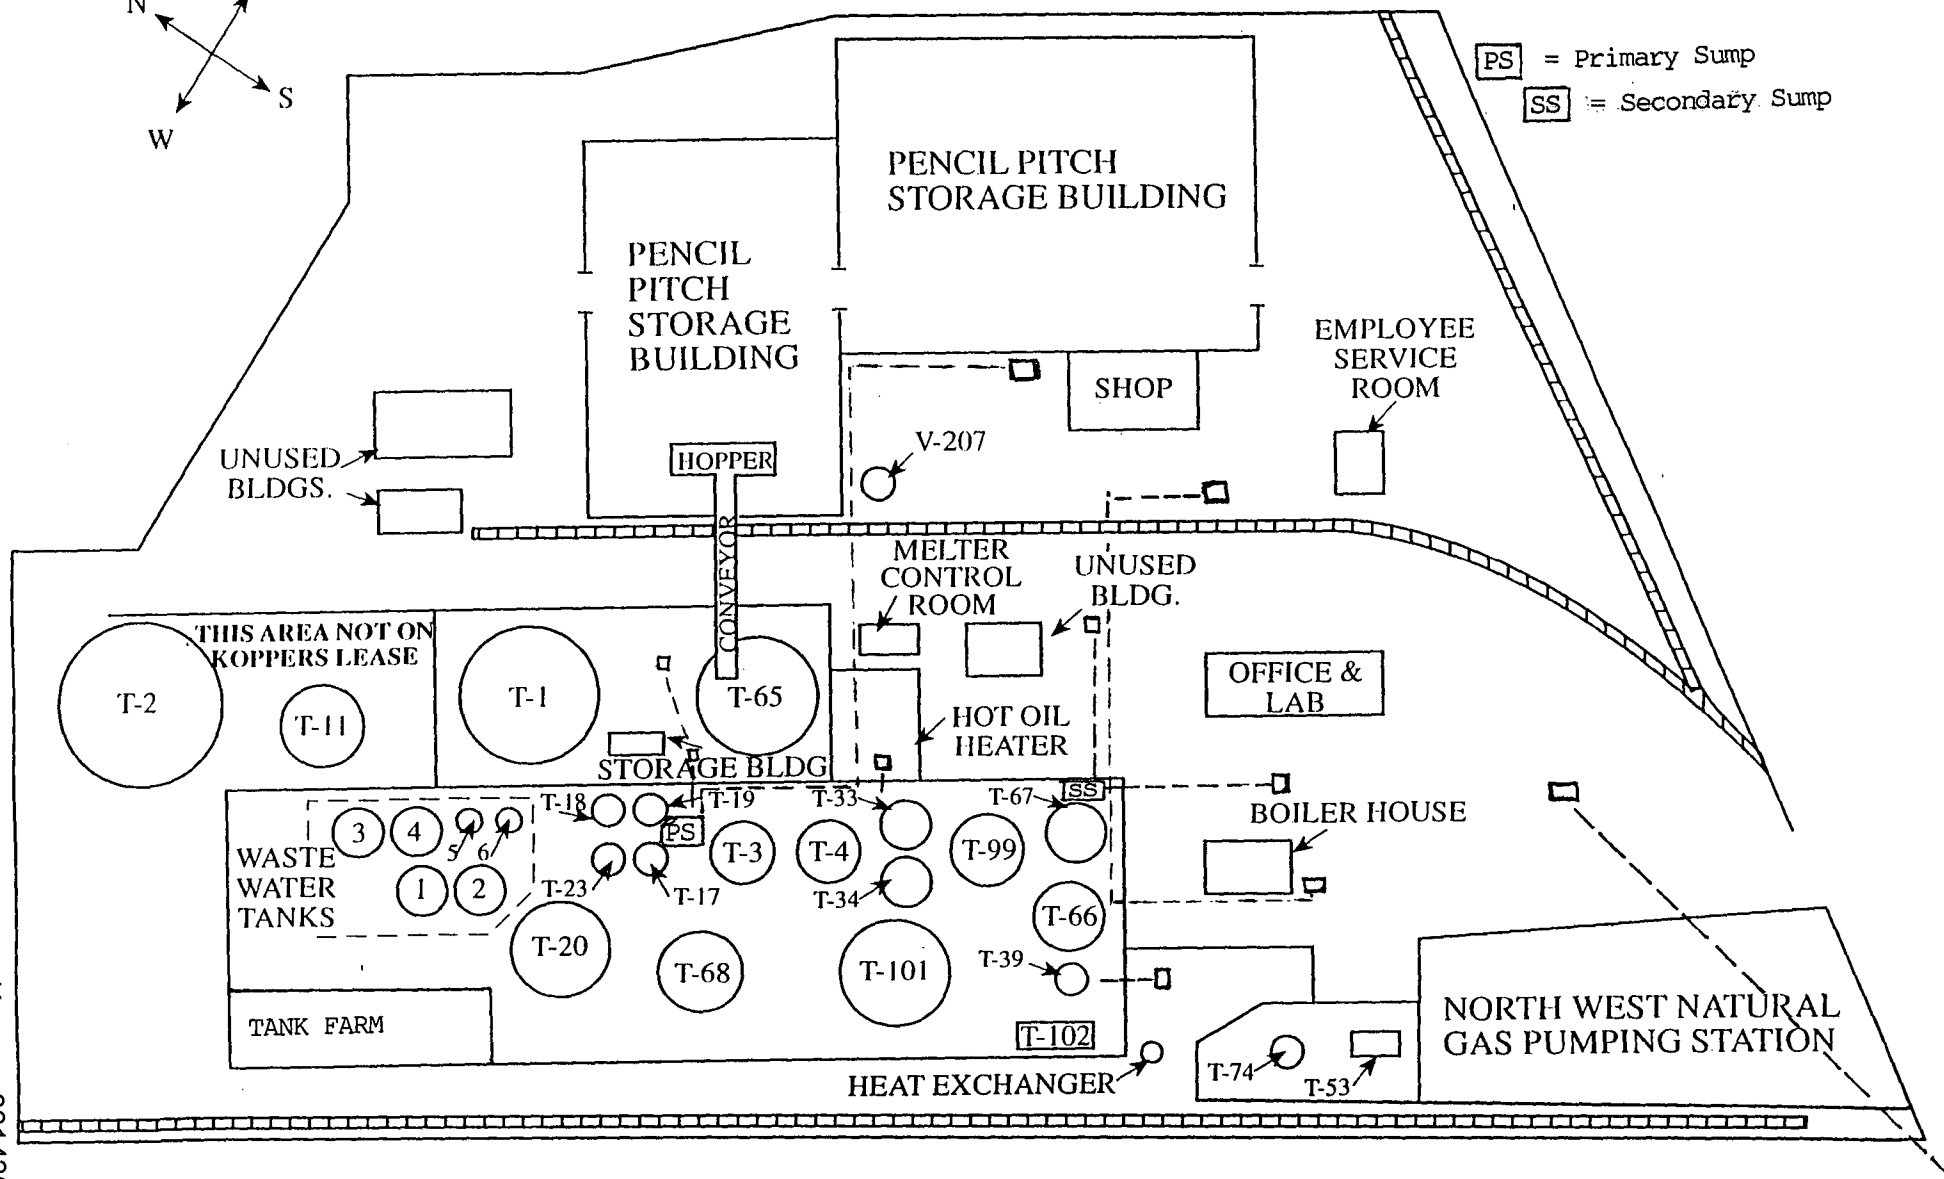 N
S
W
PS = Primary Sump
SS = Secondary Sump
PENCIL PITCH
STORAGE BUILDING
PENCIL
PITCH
STORAGE
BUILDING
EMPLOYEE
SERVICE
ROOM
SHOP
V-207
HOPPER
UNUSED
BLDGS.
CONVEYOR
MELTER
CONTROL
ROOM
UNUSED
BLDG.
THIS AREA NOT ON
KOPPERS LEASE
T-2
T-11
T-1
T-65
OFFICE &
LAB
HOT OIL
HEATER
STORAGE BLDG
T-18
T-19
T-33
T-67
SS
BOILER HOUSE
3
4
5
6
PS
T-3
T-4
T-99
WASTE
WATER
TANKS
1
2
T-23
T-17
T-34
T-66
T-20
T-68
T-101
T-39
TANK FARM
T-102
NORTH WEST NATURAL
GAS PUMPING STATION
HEAT EXCHANGER
T-74
T-53